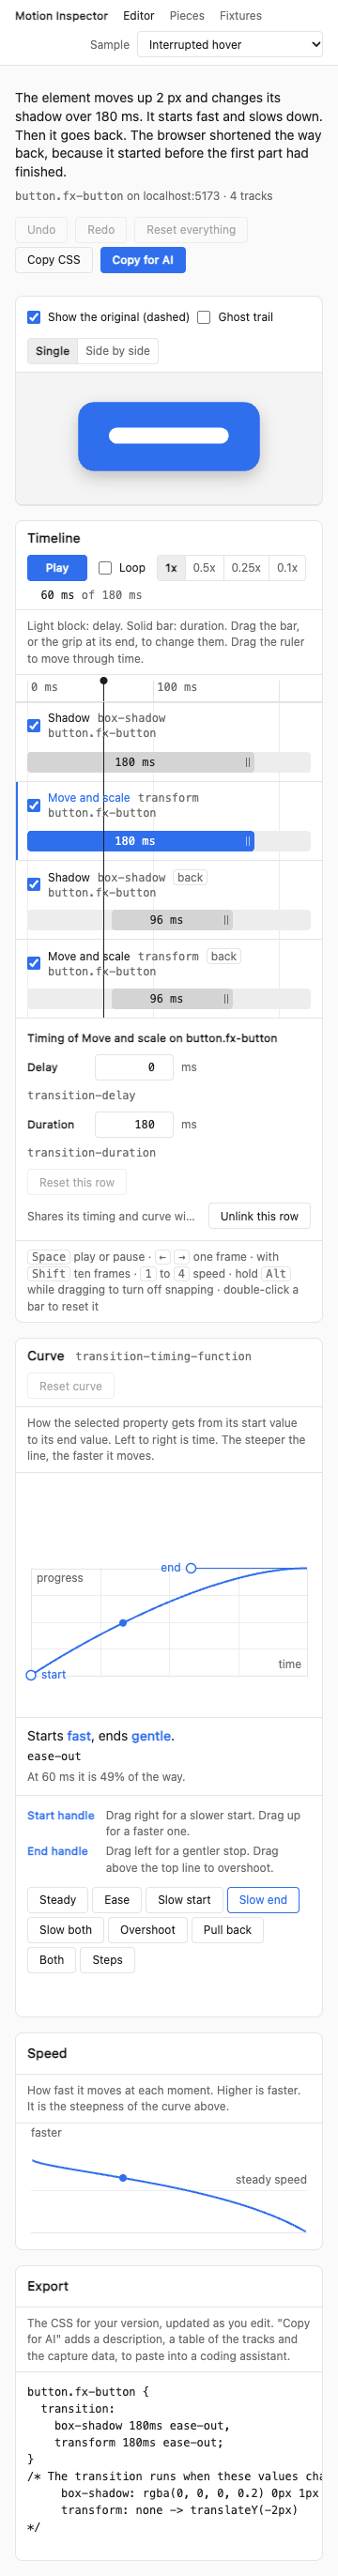 Motion Inspector Editor Pieces Fixtures
Sample Interrupted hover
The element moves up 2 px and changes its
shadow over 180 ms. It starts fast and slows down.
Then it goes back. The browser shortened the way
back, because it started before the first part had
finished.
button.fx-button on localhost:5173 · 4 tracks
Undo Redo Reset everything
Copy CSS Copy for AI
Show the original (dashed) Ghost trail
Single Side by side
Timeline
Play Loop 1x 0.5x 0.25x 0.1x
60 ms of 180 ms
Light block: delay. Solid bar: duration. Drag the bar,
or the grip at its end, to change them. Drag the ruler
to move through time.
0 ms 100 ms
Shadow box-shadow
button.fx-button
180 ms
Move and scale transform
button.fx-button
180 ms
Shadow box-shadow back
button.fx-button
96 ms
Move and scale transform back
button.fx-button
96 ms
Timing of Move and scale on button.fx-button
Delay 0 ms
transition-delay
Duration 180 ms
transition-duration
Reset this row
Shares its timing and curve wi... Unlink this row
Space play or pause · ← → one frame · with
Shift ten frames · 1 to 4 speed · hold Alt
while dragging to turn off snapping · double-click a
bar to reset it
Curve transition-timing-function
Reset curve
How the selected property gets from its start value
to its end value. Left to right is time. The steeper the
line, the faster it moves.
end
progress
time
start
Starts fast, ends gentle.
ease-out
At 60 ms it is 49% of the way.
Start handle Drag right for a slower start. Drag up
for a faster one.
End handle Drag left for a gentler stop. Drag
above the top line to overshoot.
Steady Ease Slow start Slow end
Slow both Overshoot Pull back
Both Steps
Speed
How fast it moves at each moment. Higher is faster.
It is the steepness of the curve above.
faster
steady speed
Export
The CSS for your version, updated as you edit. "Copy
for AI" adds a description, a table of the tracks and
the capture data, to paste into a coding assistant.
button.fx-button {
transition:
box-shadow 180ms ease-out,
transform 180ms ease-out;
}
/* The transition runs when these values cha
box-shadow: rgba(0, 0, 0, 0.2) 0px 1px
transform: none -> translateY(-2px)
*/